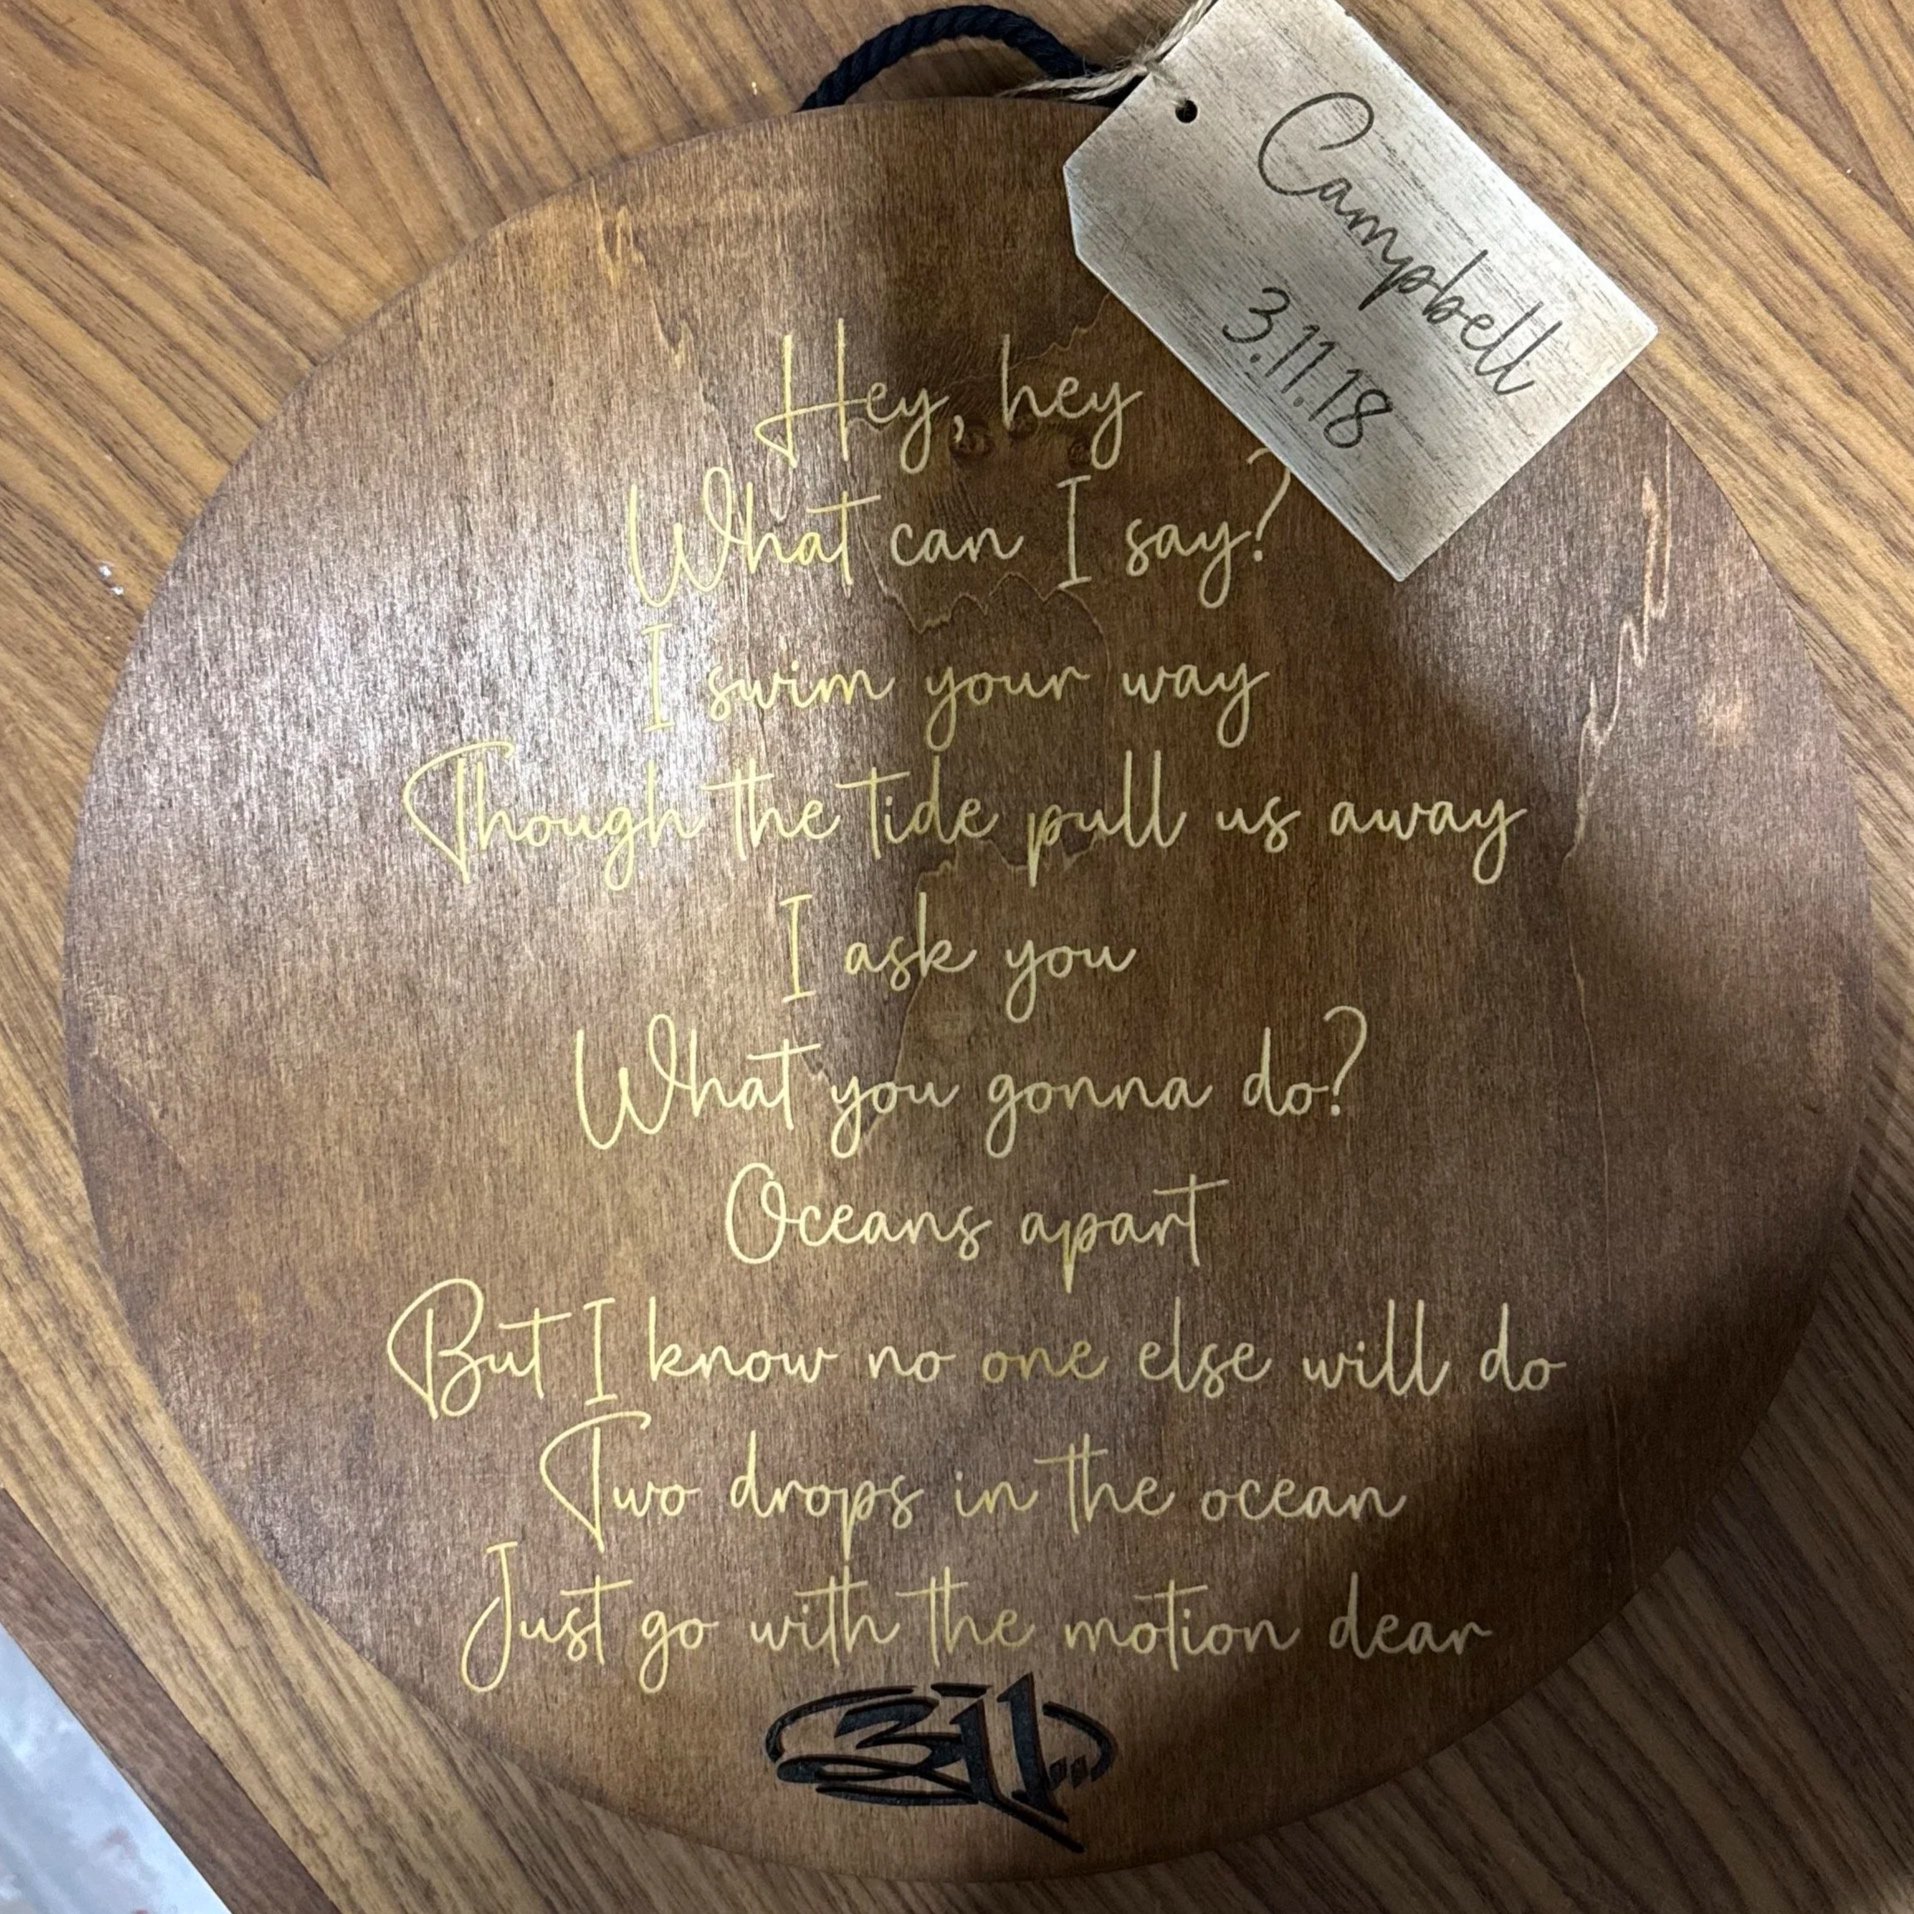 Campbell
3.11.18
Hey, hey
What can I say?
I swim your way
Though the tide pull us away
I ask you
What you gonna do?
Oceans apart
But I know no one else will do
Two drops in the ocean
Just go with the motion dear
311